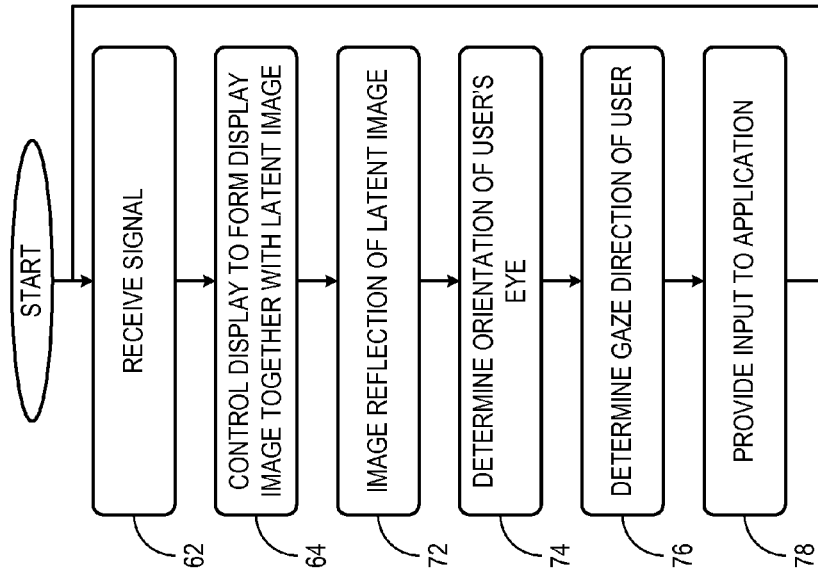 START
RECEIVE SIGNAL
62
CONTROL DISPLAY TO FORM DISPLAY
IMAGE TOGETHER WITH LATENT IMAGE
64
IMAGE REFLECTION OF LATENT IMAGE
72
DETERMINE ORIENTATION OF USER'S
EYE
74
DETERMINE GAZE DIRECTION OF USER
76
PROVIDE INPUT TO APPLICATION
78